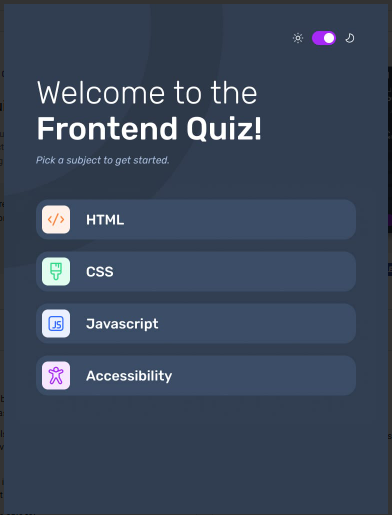 Welcome to the
Frontend Quiz!
Pick a subject to get started.
HTML
CSS
JS
Javascript
Accessibility